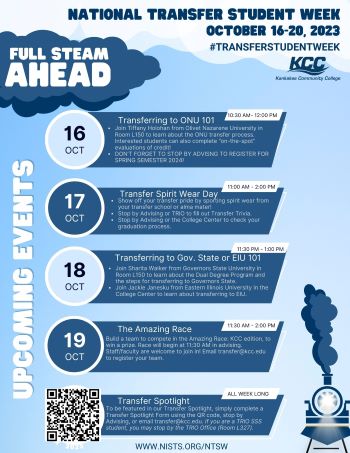 NATIONAL TRANSFER STUDENT WEEK
OCTOBER 16-20, 2023
#TRANSFERSTUDENTWEEK
FULL STEAM
AHEAD
KCC
Kankakee Community College
UPCOMING EVENTS
10:30 AM- 12:00 PM
16
OCT
Transferring to ONU 101
Join Tiffany Holohan from Olivet Nazarene University in
Room L150 to learn about the ONU transfer process.
Interested students can also complete "on-the-spot"
evaluations of credit!!
DON'T FORGET TO STOP BY ADVISING TO REGISTER FOR
SPRING SEMESTER 2024!
11:00 AM - 2:00 PM
17
OCT
Transfer Spirit Wear Day
Show off your transfer pride by sporting spirit wear from
your transfer school or alma mater!
Stop by Advising or TRIO to fill out Transfer Trivia.
Stop by Advising or the College Center to check your
graduation process.
11:30 PM - 1:00 PM
18
OCT
Transferring to Gov. State or EIU 101
Join Sharita Walker from Governors State University in
Room L150 to learn about the Dual Degree Program and
the steps for transferring to Governors State.
Join Jackie Janesku from Eastern Illinois University in the
College Center to learn about transferring to EIU.
11:30 AM - 2:00 PM
19
OCT
The Amazing Race
Build a team to compete in the Amazing Race: KCC edition, to
win a prize. Race will begin at 11:30 AM in advising.
Staff/Faculty are welcome to join in! Email transfer@kcc.edu
to register your team.
ALL WEEK LONG
Transfer Spotlight
To be featured in our Transfer Spotlight, simply complete a
Transfer Spotlight Form using the QR code, stop by
Advising, or email transfer@kcc.edu. If you are a TRIO SSS
student, you may stop by the TRIO Office (Room L327).
WWW.NISTS.ORG/NTSW